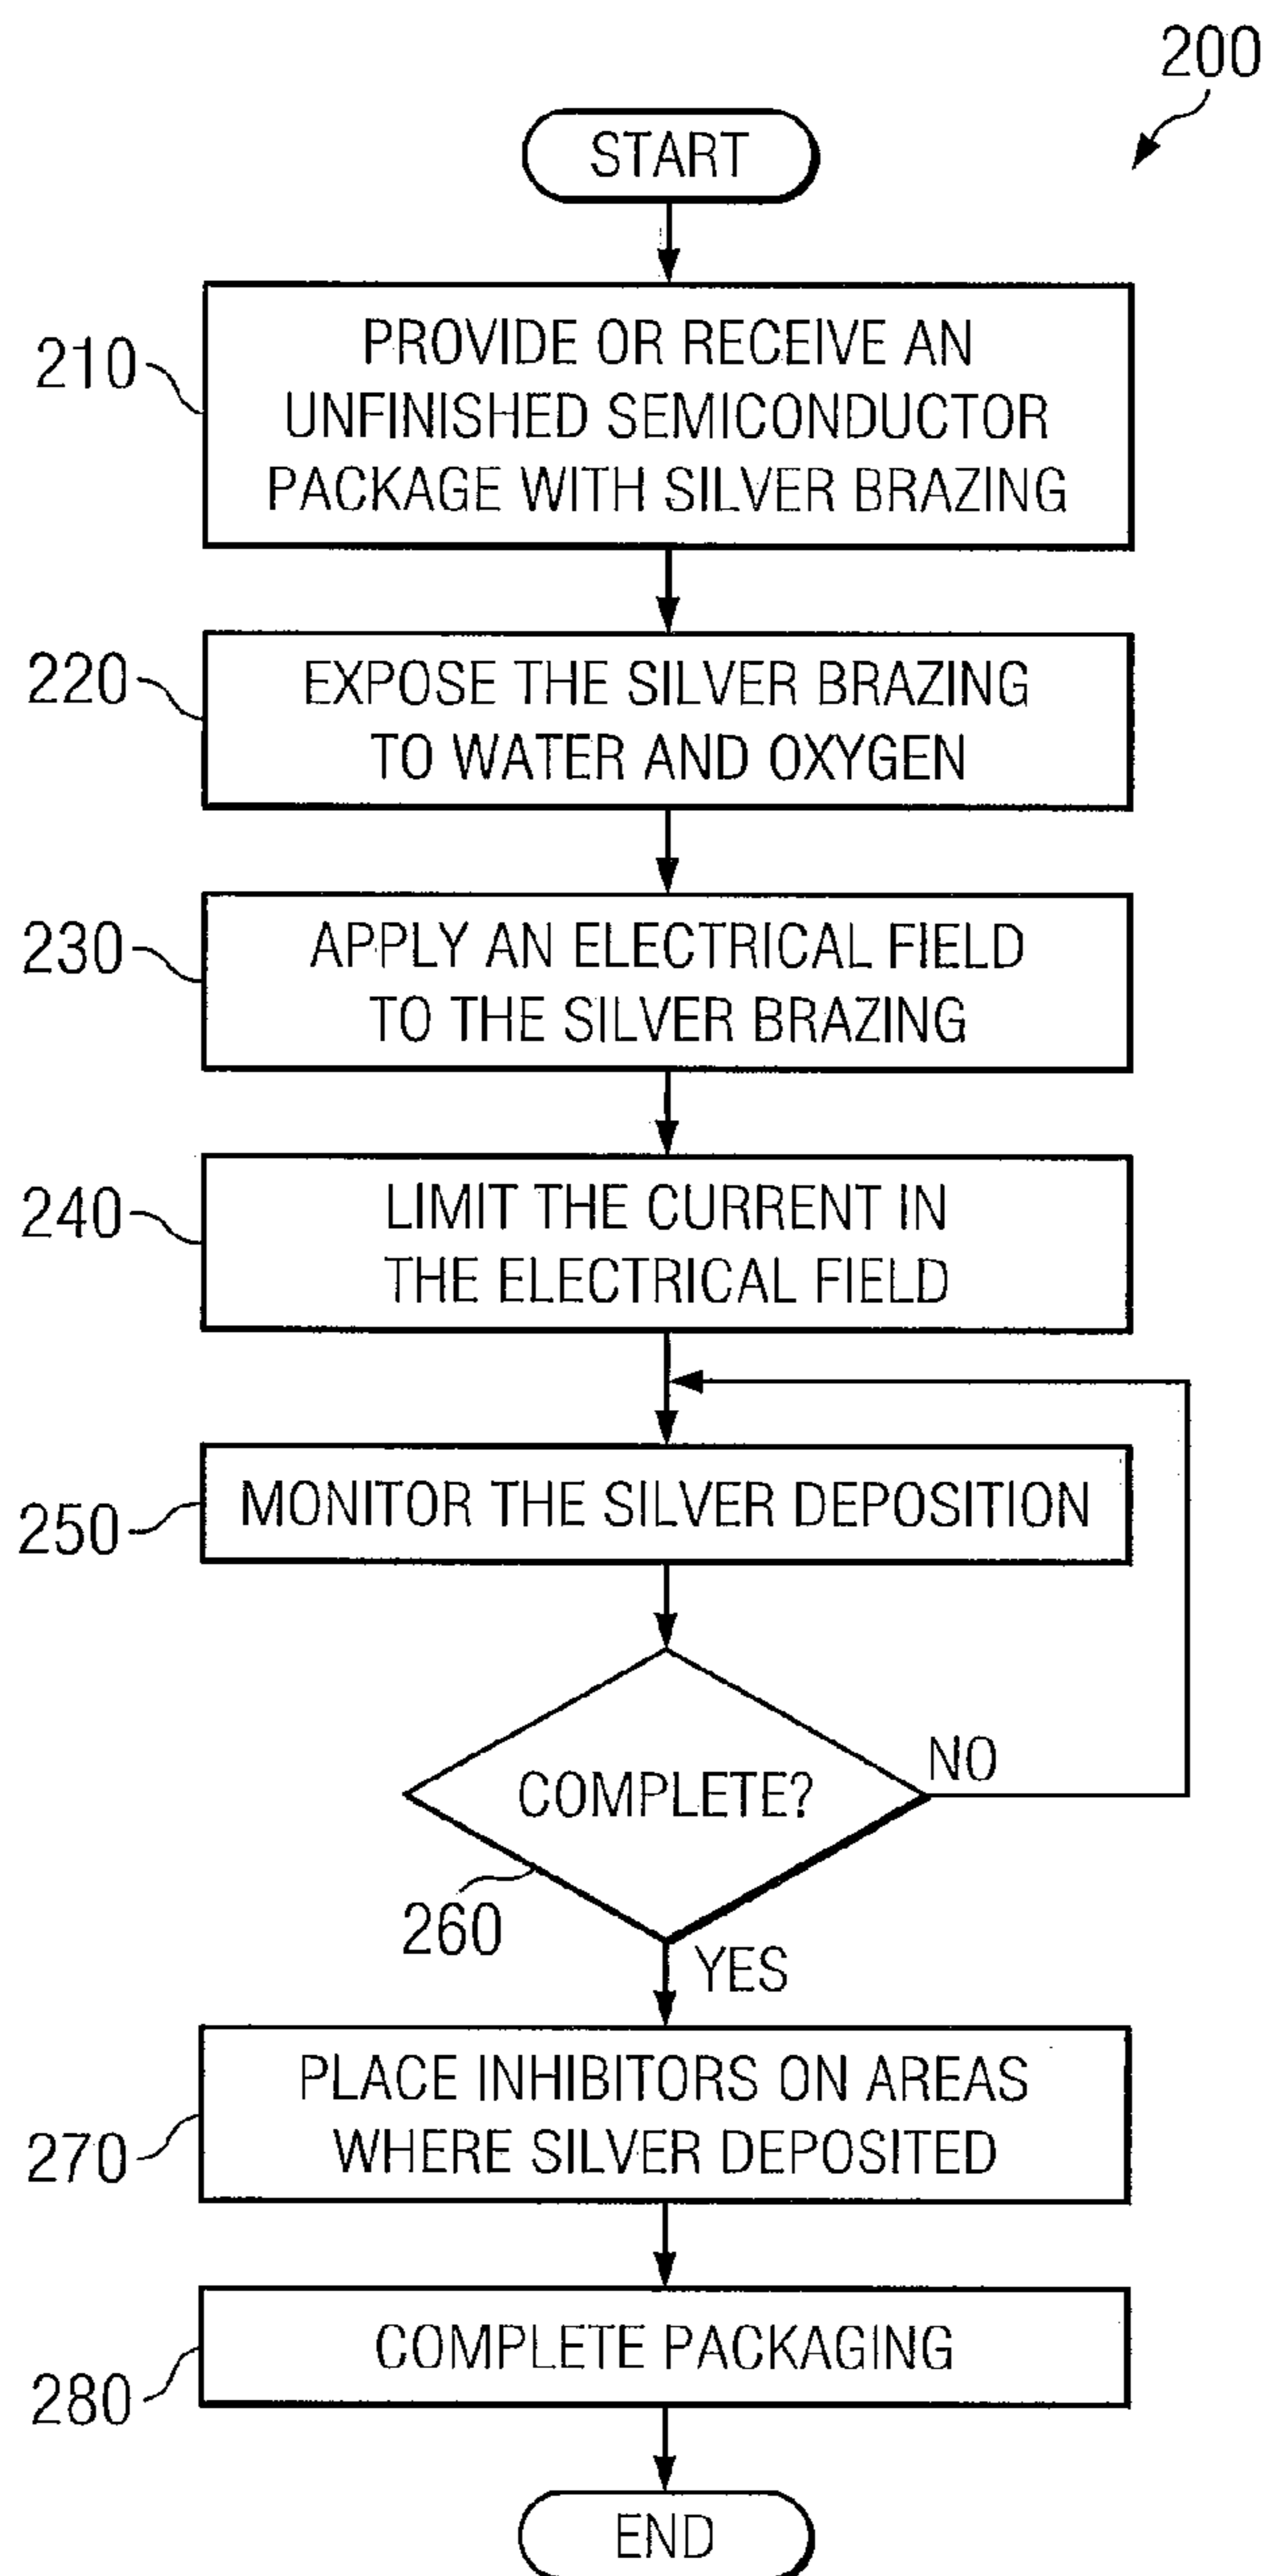 200
START
210
PROVIDE OR RECEIVE AN
UNFINISHED SEMICONDUCTOR
PACKAGE WITH SILVER BRAZING
220
EXPOSE THE SILVER BRAZING
TO WATER AND OXYGEN
230
APPLY AN ELECTRICAL FIELD
TO THE SILVER BRAZING
240
LIMIT THE CURRENT IN
THE ELECTRICAL FIELD
250
MONITOR THE SILVER DEPOSITION
COMPLETE?
NO
260
YES
270
PLACE INHIBITORS ON AREAS
WHERE SILVER DEPOSITED
280
COMPLETE PACKAGING
END